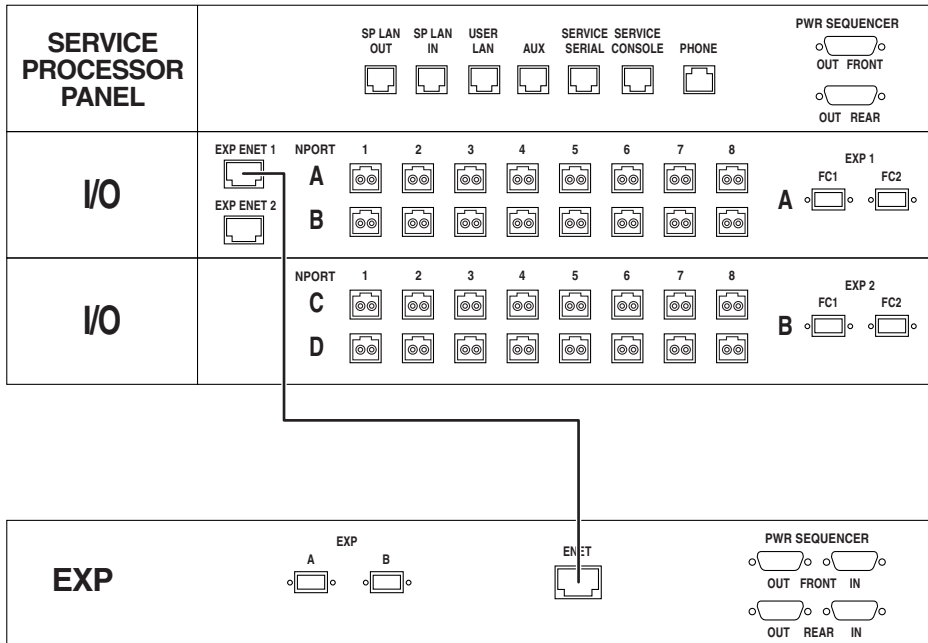 SERVICE
PROCESSOR
PANEL
SP LAN
OUT
SP LAN
IN
USER
LAN
AUX
SERVICE
SERIAL
SERVICE
CONSOLE
PHONE
PWR SEQUENCER
OUT FRONT
OUT REAR
I/O
EXP ENET 1
EXP ENET 2
NPORT 1 2 3 4 5 6 7 8
A
B
EXP 1
FC1 FC2
A
I/O
NPORT 1 2 3 4 5 6 7 8
C
D
EXP 2
FC1 FC2
B
EXP
EXP
A B
ENET
PWR SEQUENCER
OUT FRONT IN
OUT REAR IN